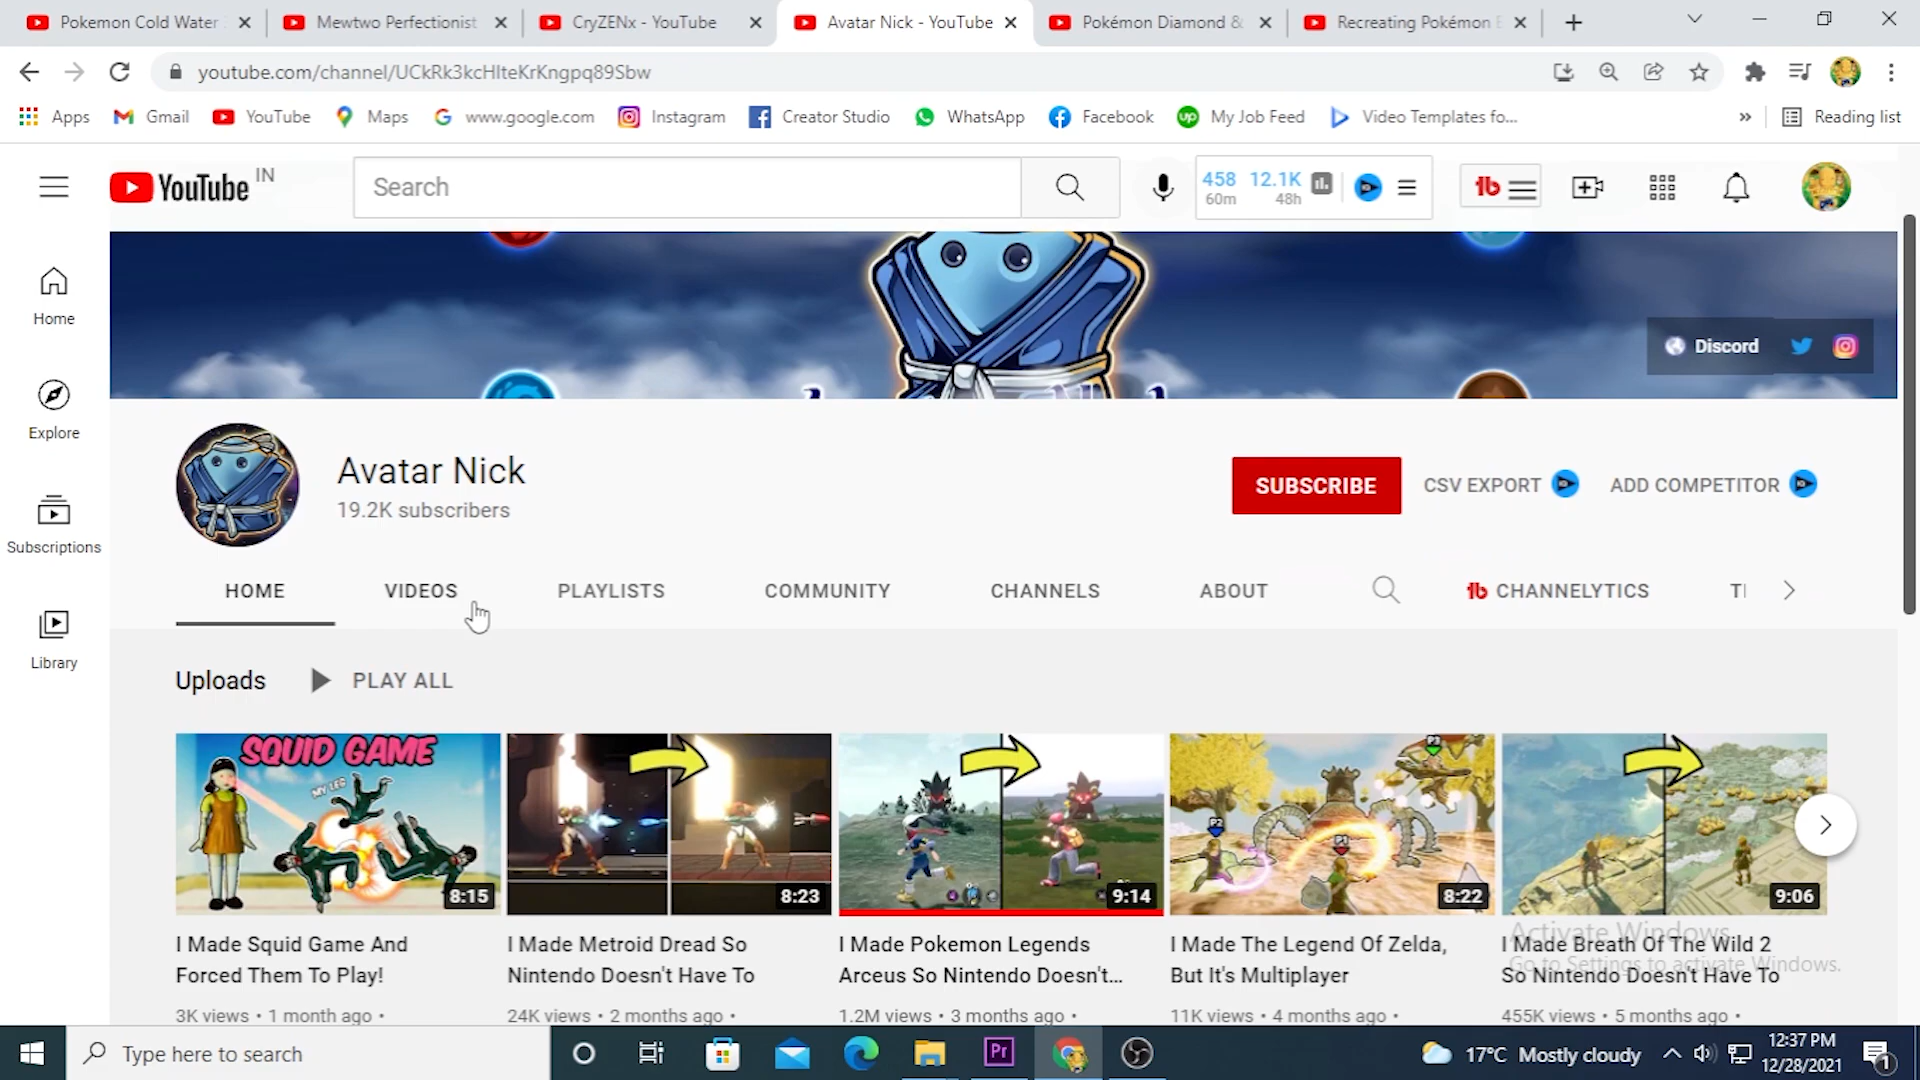 Pokemon Cold Water
Mewtwo Perfectionist
CryZENx - YouTube
Avatar Nick - YouTube
Pokémon Diamond &
Recreating Pokémon
youtube.com/channel/UCkRk3kcHIteKrKngpq89Sbw
Apps
Gmail
YouTube
Maps
www.google.com
Instagram
Creator Studio
WhatsApp
Facebook
My Job Feed
Video Templates fo...
Reading list
YouTube IN
Search
458 12.1K
60m 48h
Home
Explore
Subscriptions
Library
Discord
Avatar Nick
19.2K subscribers
SUBSCRIBE
CSV EXPORT
ADD COMPETITOR
HOME
VIDEOS
PLAYLISTS
COMMUNITY
CHANNELS
ABOUT
CHANNELYTICS
Uploads
PLAY ALL
SQUID GAME
MY LEG
8:15
8:23
9:14
P2
P1
P3
8:22
9:06
I Made Squid Game And
Forced Them To Play!
3K views • 1 month ago •
I Made Metroid Dread So
Nintendo Doesn't Have To
24K views • 2 months ago •
I Made Pokemon Legends
Arceus So Nintendo Doesn't...
1.2M views • 3 months ago •
I Made The Legend Of Zelda,
But It's Multiplayer
11K views • 4 months ago •
I Made Breath Of The Wild 2
So Nintendo Doesn't Have To
455K views • 5 months ago •
Activate Windows
Go to Settings to activate Windows.
Type here to search
Pr
17°C Mostly cloudy
12:37 PM
12/28/2021
1